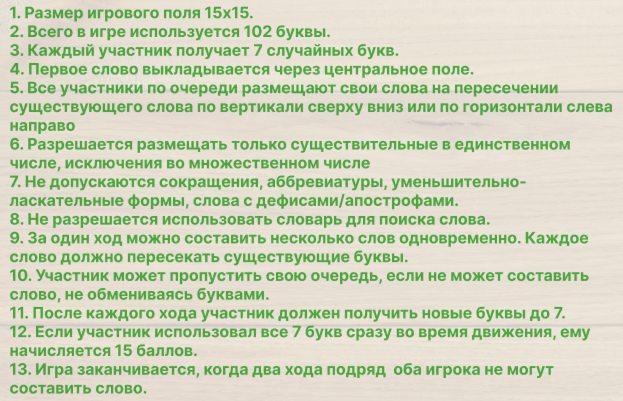 1. Размер игрового поля 15х15.
2. Всего в игре используется 102 буквы.
3. Каждый участник получает 7 случайных букв.
4. Первое слово выкладывается через центральное поле.
5. Все участники по очереди размещают свои слова на пересечении
существующего слова по вертикали сверху вниз или по горизонтали слева
направо
6. Разрешается размещать только существительные в единственном
числе, исключения во множественном числе
7. Не допускаются сокращения, аббревиатуры, уменьшительно-
ласкательные формы, слова с дефисами/апострофами.
8. Не разрешается использовать словарь для поиска слова.
9. За один ход можно составить несколько слов одновременно. Каждое
слово должно пересекать существующие буквы.
10. Участник может пропустить свою очередь, если не может составить
слово, не обмениваясь буквами.
11. После каждого хода участник должен получить новые буквы до 7.
12. Если участник использовал все 7 букв сразу во время движения, ему
начисляется 15 баллов.
13. Игра заканчивается, когда два хода подряд  оба игрока не могут
составить слово.